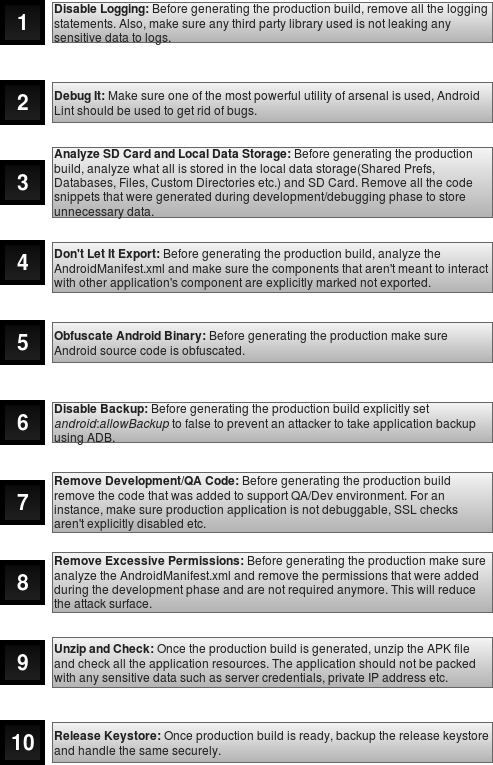 1
Disable Logging: Before generating the production build, remove all the logging
statements. Also, make sure any third party library used is not leaking any
sensitive data to logs.
2
Debug It: Make sure one of the most powerful utility of arsenal is used, Android
Lint should be used to get rid of bugs.
3
Analyze SD Card and Local Data Storage: Before generating the production
build, analyze what all is stored in the local data storage(Shared Prefs,
Databases, Files, Custom Directories etc.) and SD Card. Remove all the code
snippets that were generated during development/debugging phase to store
unnecessary data.
4
Don't Let It Export: Before generating the production build, analyze the
AndroidManifest.xml and make sure the components that aren't meant to interact
with other application's component are explicitly marked not exported.
5
Obfuscate Android Binary: Before generating the production make sure
Android source code is obfuscated.
6
Disable Backup: Before generating the production build explicitly set
android:allowBackup to false to prevent an attacker to take application backup
using ADB.
7
Remove Development/QA Code: Before generating the production build
remove the code that was added to support QA/Dev environment. For an
instance, make sure production application is not debuggable, SSL checks
aren't explicitly disabled etc.
8
Remove Excessive Permissions: Before generating the production make sure
analyze the AndroidManifest.xml and remove the permissions that were added
during the development phase and are not required anymore. This will reduce
the attack surface.
9
Unzip and Check: Once the production build is generated, unzip the APK file
and check all the application resources. The application should not be packed
with any sensitive data such as server credentials, private IP address etc.
10
Release Keystore: Once production build is ready, backup the release keystore
and handle the same securely.